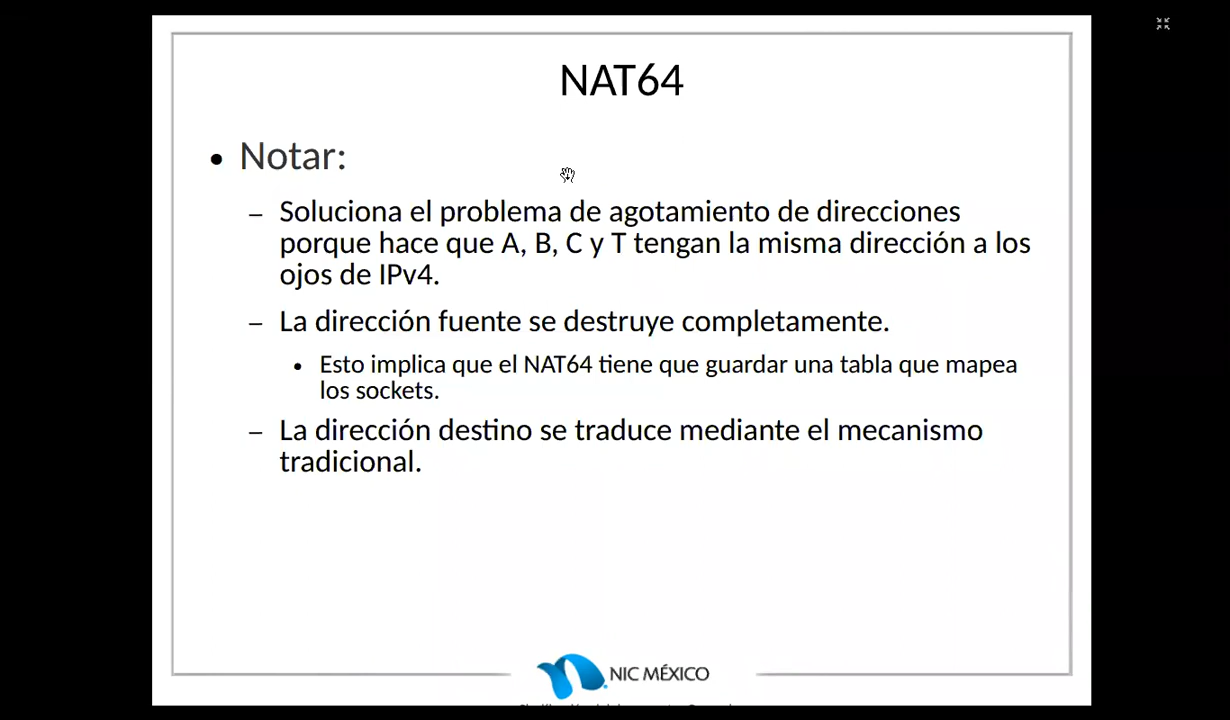 NAT64
• Notar:
– Soluciona el problema de agotamiento de direcciones
porque hace que A, B, C y T tengan la misma dirección a los
ojos de IPv4.
– La dirección fuente se destruye completamente.
• Esto implica que el NAT64 tiene que guardar una tabla que mapea
los sockets.
– La dirección destino se traduce mediante el mecanismo
tradicional.
NIC MÉXICO